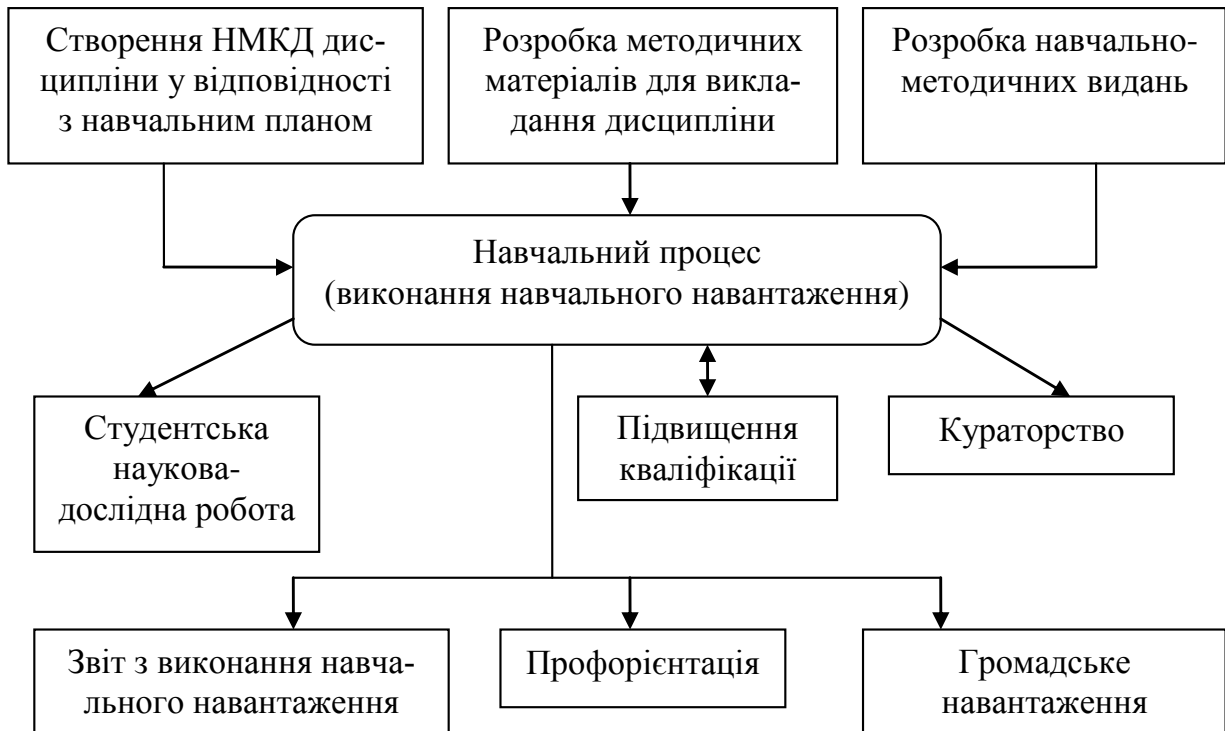 Створення НМКД дис-
ципліни у відповідності
з навчальним планом
Розробка методичних
матеріалів для викла-
дання дисципліни
Розробка навчально-
методичних видань
Навчальний процес
(виконання навчального навантаження)
Студентська
наукова-
дослідна робота
Підвищення
кваліфікації
Кураторство
Звіт з виконання навча-
льного навантаження
Профорієнтація
Громадське
навантаження